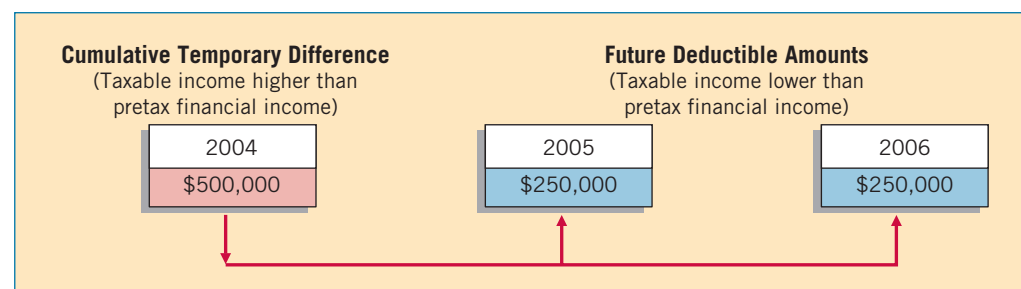 Cumulative Temporary Difference
(Taxable income higher than
pretax financial income)
2004
$500,000
Future Deductible Amounts
(Taxable income lower than
pretax financial income)
2005
$250,000
2006
$250,000